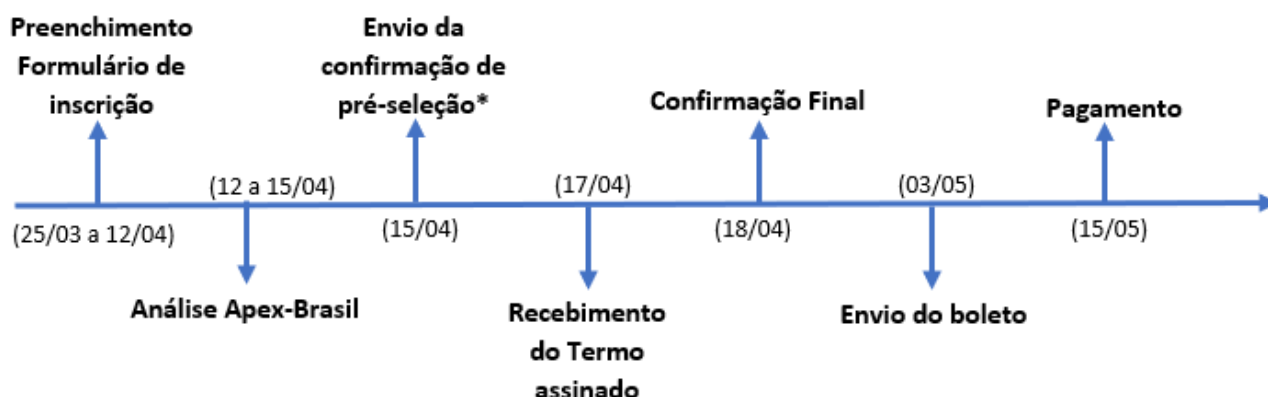 Preenchimento
Formulário de
inscrição
Envio da
confirmação de
pré-seleção*
Confirmação Final
Pagamento
(25/03 a 12/04)
(12 a 15/04)
(15/04)
(17/04)
(18/04)
(03/05)
(15/05)
Análise Apex-Brasil
Recebimento
do Termo
assinado
Envio do boleto